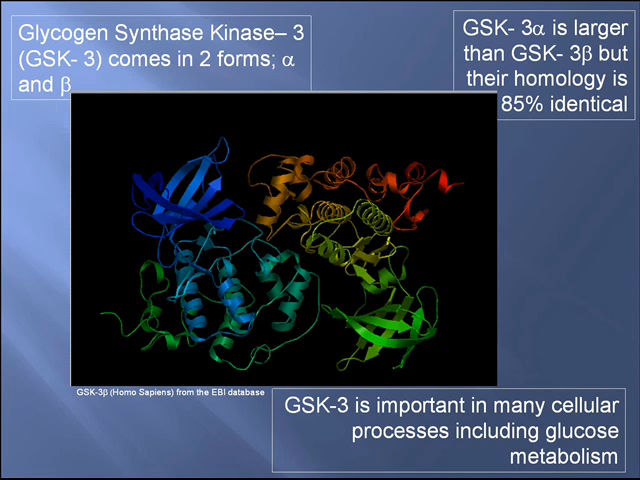 Glycogen Synthase Kinase– 3
(GSK- 3) comes in 2 forms; α
and β
GSK- 3α is larger
than GSK- 3β but
their homology is
85% identical
GSK-3β (Homo Sapiens) from the EBI database
GSK-3 is important in many cellular
processes including glucose
metabolism